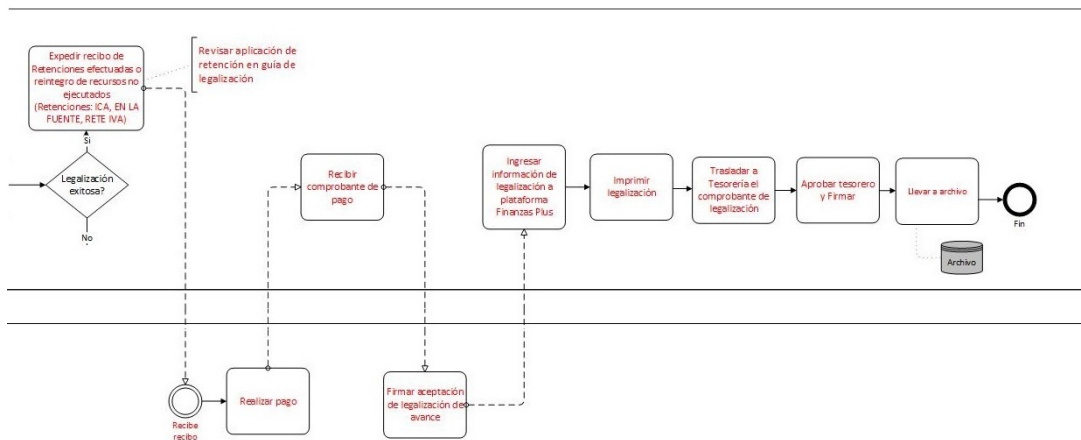 Expedir recibo de
Retenciones efectuadas o
reintegro de recursos no
ejecutados
(Retenciones: ICA, EN LA
FUENTE, RETE IVA)
Revisar aplicación de
retención en guía de
legalización
Si
Legalización
exitosa?
No
Recibir
comprobante de
pago
Ingresar
información de
legalización a
plataforma
Finanzas Plus
Imprimir
legalización
Trasladar a
Tesorería el
comprobante de
legalización
Aprobar tesorero
y Firmar
Llevar a archivo
Fin
Archivo
Recibe
recibo
Realizar pago
Firmar aceptación
de legalización de
avance